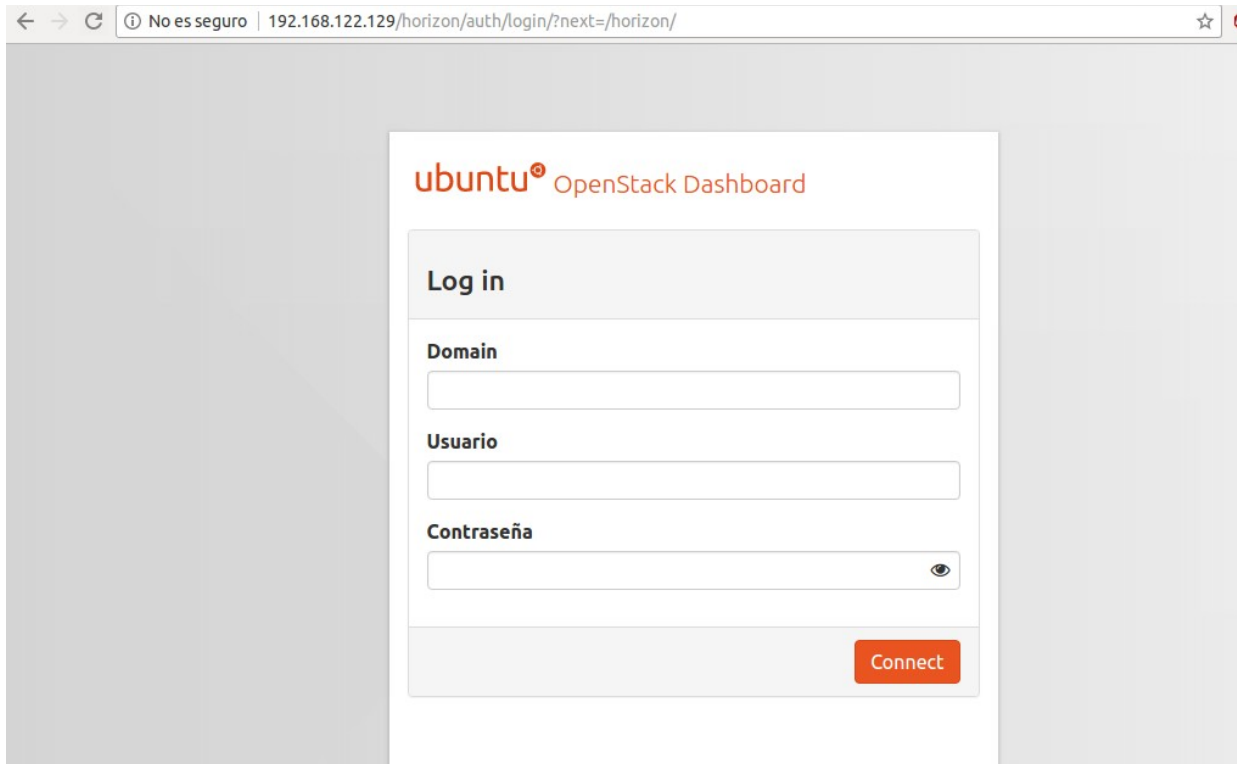 No es seguro 192.168.122.129/horizon/auth/login/?next=/horizon/
ubuntu OpenStack Dashboard
Log in
Domain
Usuario
Contraseña
Connect